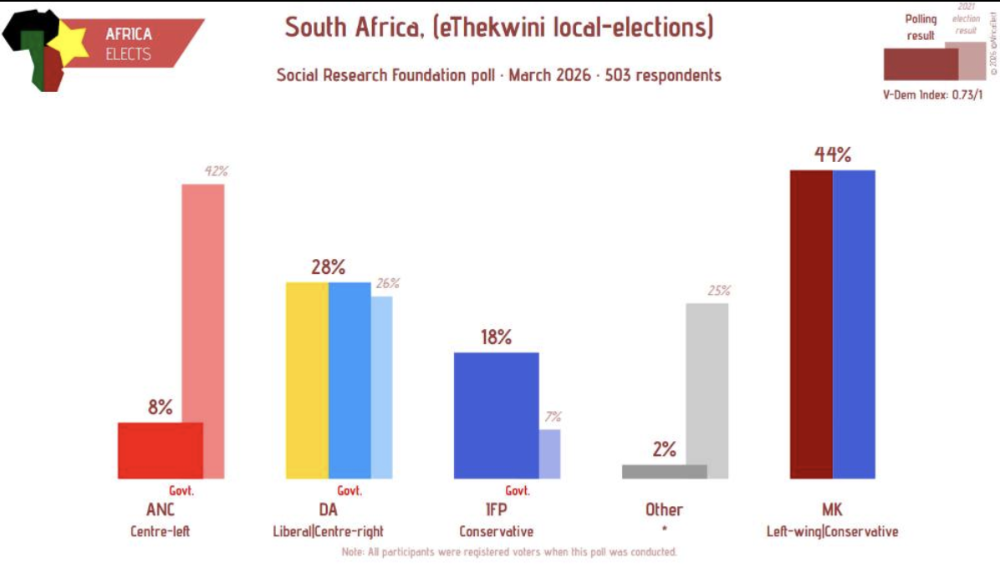 AFRICA
ELECTS
South Africa, (eThekwini local-elections)
Social Research Foundation poll · March 2026 · 503 respondents
Polling
result
2021
election
result
© 2026 @AfricaElect
V-Dem Index: 0.73/1
8%
42%
28%
26%
18%
7%
2%
25%
44%
Govt.
Govt.
Govt.
ANC
DA
IFP
Other
MK
Centre-left
Liberal|Centre-right
Conservative
*
Left-wing|Conservative
Note: All participants were registered voters when this poll was conducted.